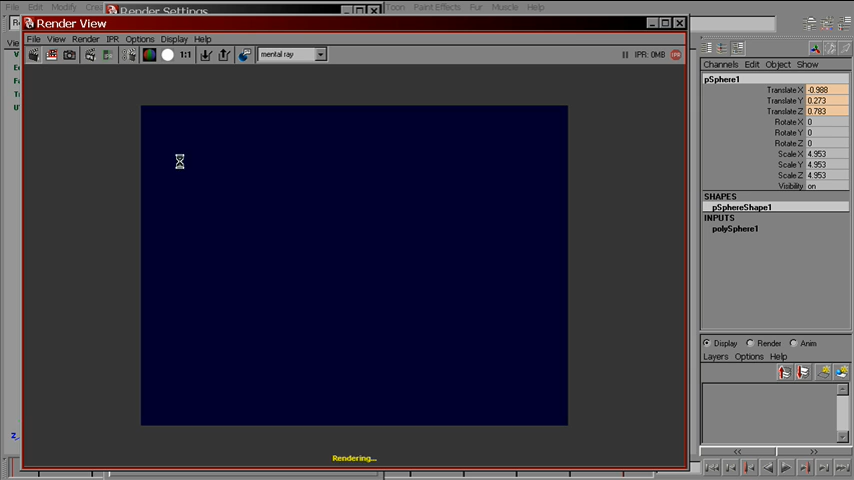 File Edit Modify Toon Paint Effects Fur Muscle Help
Render Settings
Render View
File View Render IPR Options Display Help
1:1 mental ray IPR: 0MB
Channels Edit Object Show
pSphere1
Translate X -0.988
Translate Y 0.273
Translate Z 0.783
Rotate X 0
Rotate Y 0
Rotate Z 0
Scale X 4.953
Scale Y 4.953
Scale Z 4.953
Visibility on
SHAPES
pSphereShape1
INPUTS
polySphere1
Display Render Anim
Layers Options Help
Rendering...